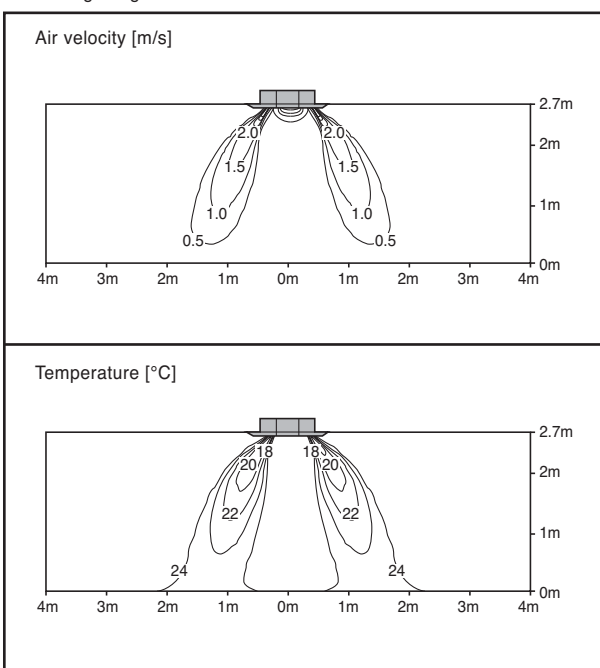 Air velocity [m/s]
2.7m
2.0 2.0
2m
1.5 1.5
1.0 1.0
1m
0.5 0.5
0m
4m 3m 2m 1m 0m 1m 2m 3m 4m
Temperature [°C]
2.7m
18 18
20 20
2m
22 22
1m
24 24
0m
4m 3m 2m 1m 0m 1m 2m 3m 4m